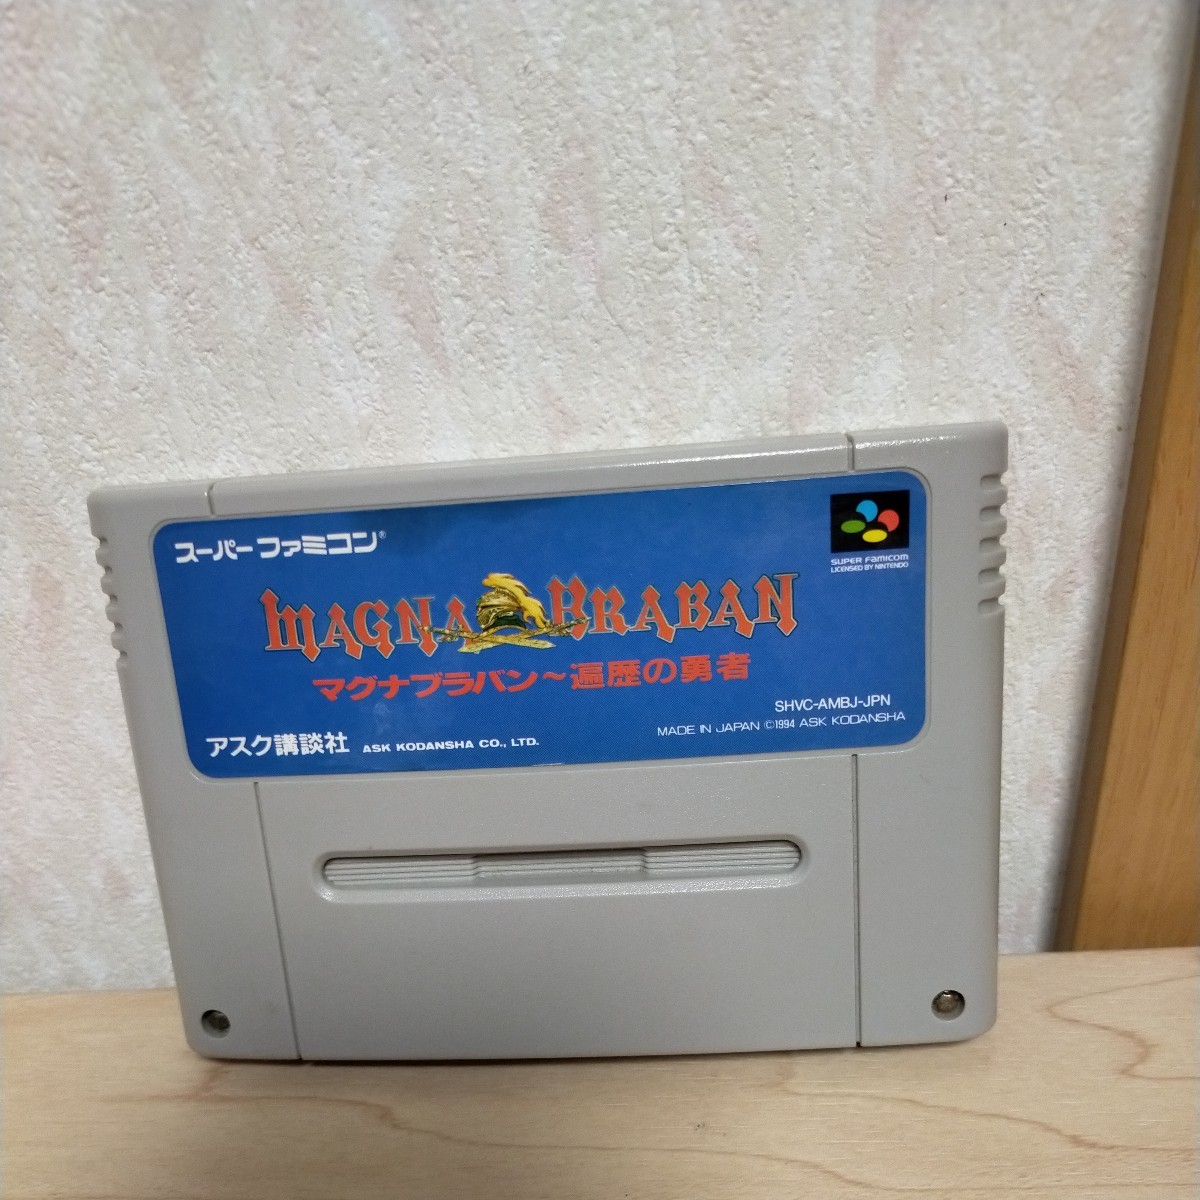 スーパーファミコン®
SUPER FAMICOM
LICENSED BY NINTENDO
MAGNA BRABAN
マグナブラバン～遍歴の勇者
SHVC-AMBJ-JPN
MADE IN JAPAN ©1994 ASK KODANSHA
アスク講談社 ASK KODANSHA CO., LTD.